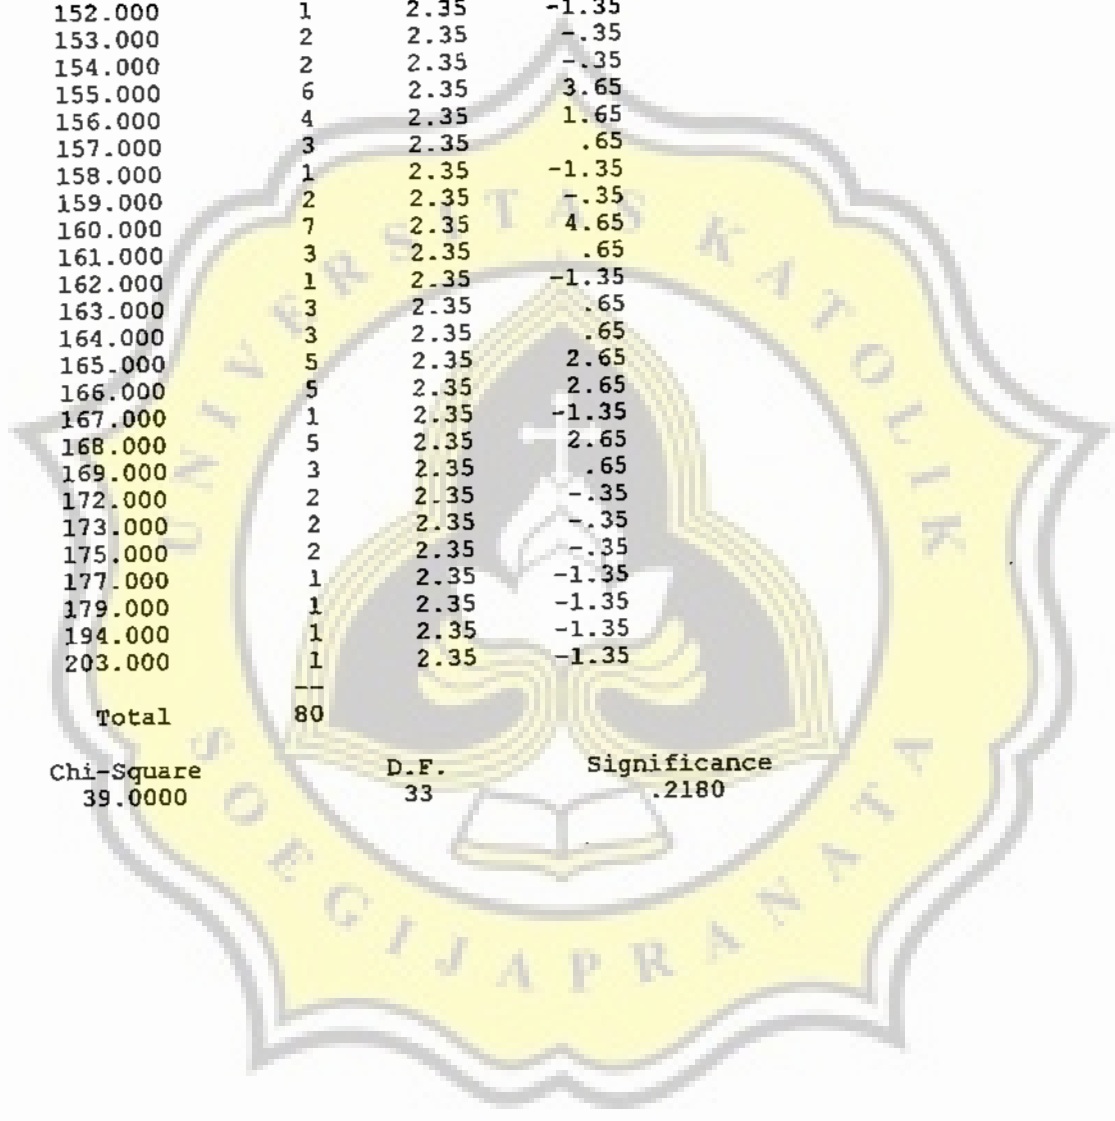 152.000 1 2.35 -1.35
153.000 2 2.35 -.35
154.000 2 2.35 -.35
155.000 6 2.35 3.65
156.000 4 2.35 1.65
157.000 3 2.35 .65
158.000 1 2.35 -1.35
159.000 2 2.35 -.35
160.000 7 2.35 4.65
161.000 3 2.35 .65
162.000 1 2.35 -1.35
163.000 3 2.35 .65
164.000 3 2.35 .65
165.000 5 2.35 2.65
166.000 5 2.35 2.65
167.000 1 2.35 -1.35
168.000 5 2.35 2.65
169.000 3 2.35 .65
172.000 2 2.35 -.35
173.000 2 2.35 -.35
175.000 2 2.35 -.35
177.000 1 2.35 -1.35
179.000 1 2.35 -1.35
194.000 1 2.35 -1.35
203.000 1 2.35 -1.35
--
Total 80
Chi-Square D.F. Significance
39.0000 33 .2180
UNIVERSITAS KATOLIK
SOEGIJAPRANATA